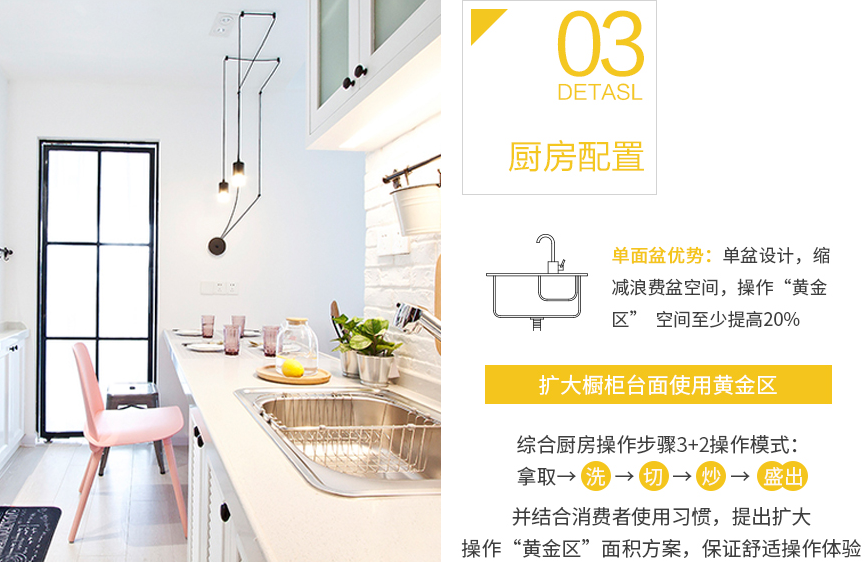 03
DETASL
厨房配置
单面盆优势：单盆设计，缩
减浪费盆空间，操作“黄金
区” 空间至少提高20%
扩大橱柜台面使用黄金区
综合厨房操作步骤3+2操作模式：
拿取→ 洗 → 切 → 炒 → 盛出
并结合消费者使用习惯，提出扩大
操作“黄金区”面积方案，保证舒适操作体验